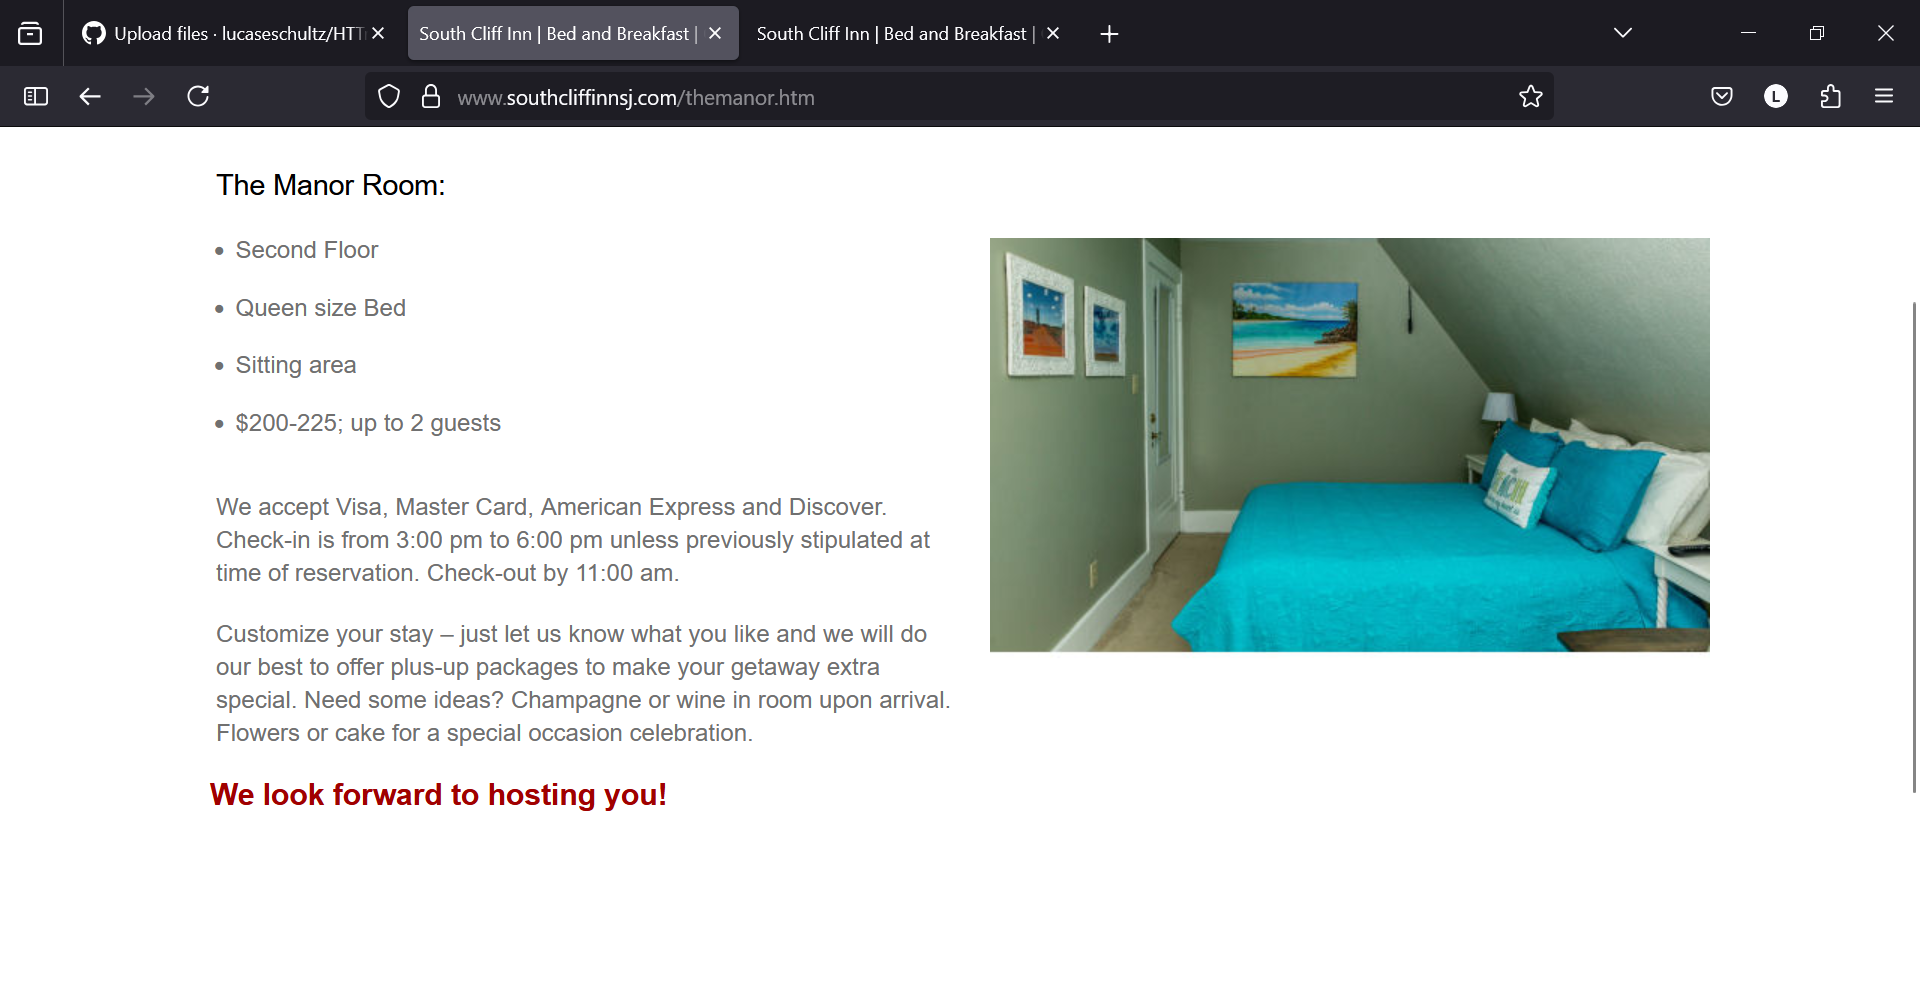 Upload files · lucaseschultz/HTT
South Cliff Inn | Bed and Breakfast |
South Cliff Inn | Bed and Breakfast |
www.southcliffinnsj.com/themanor.htm
L
The Manor Room:
• Second Floor
• Queen size Bed
• Sitting area
• $200-225; up to 2 guests
We accept Visa, Master Card, American Express and Discover.
Check-in is from 3:00 pm to 6:00 pm unless previously stipulated at
time of reservation. Check-out by 11:00 am.
Customize your stay – just let us know what you like and we will do
our best to offer plus-up packages to make your getaway extra
special. Need some ideas? Champagne or wine in room upon arrival.
Flowers or cake for a special occasion celebration.
We look forward to hosting you!